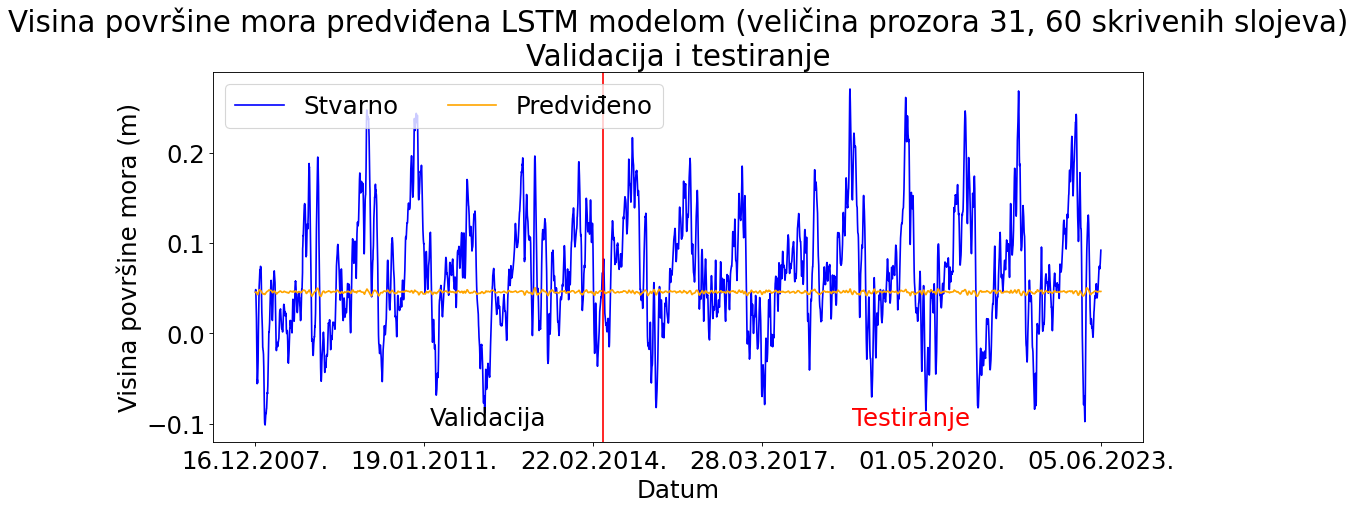 Visina površine mora predviđena LSTM modelom (veličina prozora 31, 60 skrivenih slojeva)
Validacija i testiranje
Stvarno
Predviđeno
Visina površine mora (m)
0.2
0.1
0.0
−0.1
Validacija
Testiranje
16.12.2007.
19.01.2011.
22.02.2014.
28.03.2017.
01.05.2020.
05.06.2023.
Datum